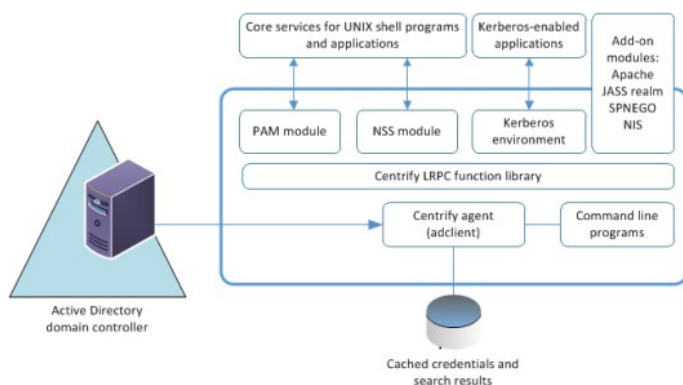 Core services for UNIX shell programs
and applications
Kerberos-enabled
applications
Add-on
modules:
Apache
JASS realm
SPNEGO
NIS
PAM module
NSS module
Kerberos
environment
Centrify LRPC function library
Centrify agent
(adclient)
Command line
programs
Active Directory
domain controller
Cached credentials and
search results